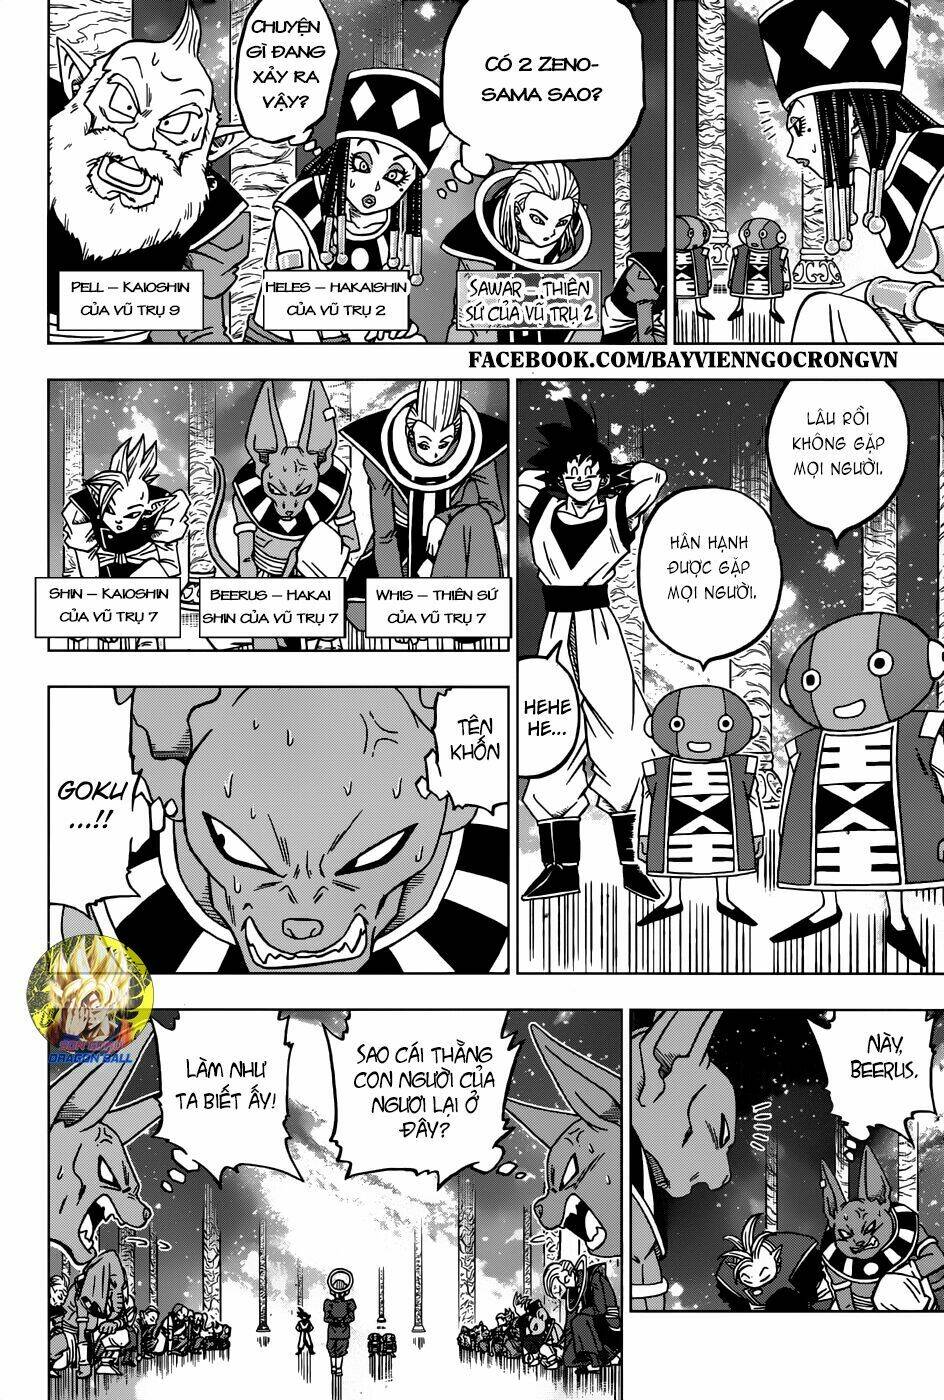 CHUYỆN
GÌ ĐANG
XẢY RA
VẬY?
CÓ 2 ZENO-
SAMA SAO?
PELL – KAIOSHIN
CỦA VŨ TRỤ 9
HELES – HAKAISHIN
CỦA VŨ TRỤ 2
SAWAR – THIÊN
SỨ CỦA VŨ TRỤ 2
FACEBOOK.COM/BAYVIENNGOCRONGVN
SHIN – KAIOSHIN
CỦA VŨ TRỤ 7
BEERUS – HAKAI
SHIN CỦA VŨ TRỤ 7
WHIS – THIÊN SỨ
CỦA VŨ TRỤ 7
LÂU RỒI
KHÔNG GẶP
MỌI NGƯỜI.
HÂN HẠNH
ĐƯỢC GẶP
MỌI NGƯỜI.
HEHE
HE...
TÊN
KHỐN
GOKU
...!!
SON GOKU
DRAGON BALL
LÀM NHƯ
TA BIẾT ẤY!
SAO CÁI THẰNG
CON NGƯỜI CỦA
NGƯƠI LẠI Ở
ĐÂY?
NÀY,
BEERUS.